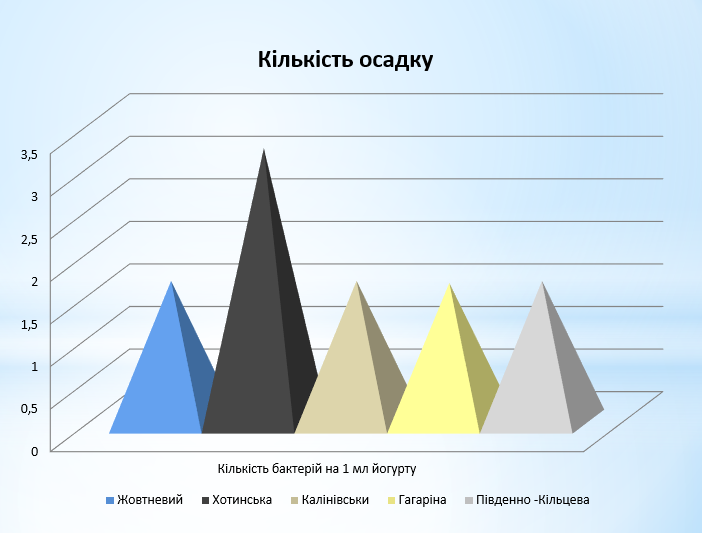 Кількість осадку
3,5
3
2,5
2
1,5
1
0,5
0
Кількість бактерій на 1 мл йогурту
Жовтневий Хотинська Калінівськи Гагаріна Південно -Кільцева